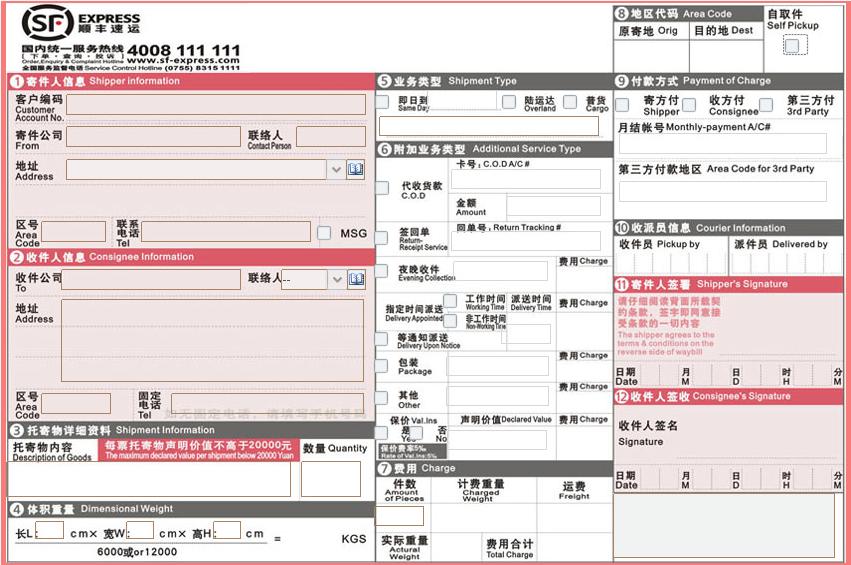 SF EXPRESS
顺丰速运
国内统一服务热线 4008 111 111
[ 下单 · 查询 · 投诉 ]
Order,Enquiry & Complaint Hotline www.sf-express.com
全国服务监督电话 Service Control Hotline (0755) 8315 1111
8 地区代码 Area Code
原寄地 Orig
目的地 Dest
自取件
Self Pickup
1 寄件人信息 Shipper information
客户编码
Customer
Account No.
寄件公司
From
联络人
Contact Person
地址
Address
区号
Area
Code
联系
电话
Tel
MSG
2 收件人信息 Consignee Information
收件公司
To
联络人 --
地址
Address
区号
Area
Code
固定
电话
Tel
如无固定电话，请填写手机号码
3 托寄物详细资料 Shipment Information
托寄物内容
Description of Goods
每票托寄物声明价值不高于20000元
The maximum declared value per shipment below 20000 Yuan
数量 Quantity
4 体积重量 Dimensional Weight
长L: cm× 宽W: cm× 高H: cm = KGS
6000或or12000
5 业务类型 Shipment Type
即日到
Same Day
陆运达
Overland
普货
Cargo
6 附加业务类型 Additional Service Type
代收货款
C.O.D
卡号: C.O.D A/C #
金额
Amount
签回单
Return-
Receipt Service
回单号: Return Tracking #
夜晚收件
Evening Collection
费用 Charge
指定时间派送
Delivery Appointed
工作时间
Working Time
派送时间
Delivery Time
费用 Charge
非工作时间
Non-Working Time
等通知派送
Delivery Upon Notice
包装
Package
费用 Charge
其他
Other
费用 Charge
保价 Val.Ins
是
Yes
否
No
声明价值 Declared Value
费用 Charge
保价费率5‰
Rate of Val.Ins:5‰
7 费用 Charge
件数
Amount
of Pieces
计费重量
Charged
Weight
运费
Freight
实际重量
Actural
Weight
费用合计
Total Charge
9 付款方式 Payment of Charge
寄方付
Shipper
收方付
Consignee
第三方付
3rd Party
月结帐号 Monthly-payment A/C#
第三方付款地区 Area Code for 3rd Party
10 收派员信息 Courier Information
收件员 Pickup by
派件员 Delivered by
11 寄件人签署 Shipper's Signature
请仔细阅读背面所载契
约条款，签字即同意接
受条款的一切内容
The shipper agrees to the
terms & conditions on the
reverse side of waybill
日期 月 日 时 分
Date M D H M
12 收件人签收 Consignee's Signature
收件人签名
Signature
日期 月 日 时 分
Date M D H M